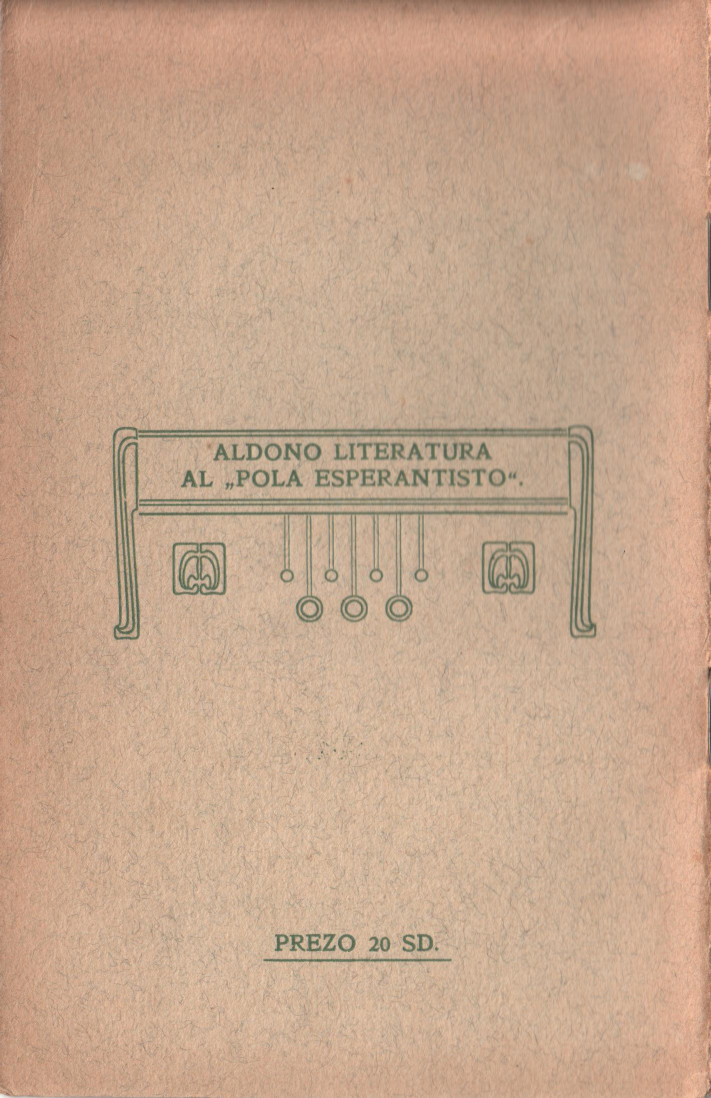 ALDONO LITERATURA
AL „POLA ESPERANTISTO“.
PREZO 20 SD.